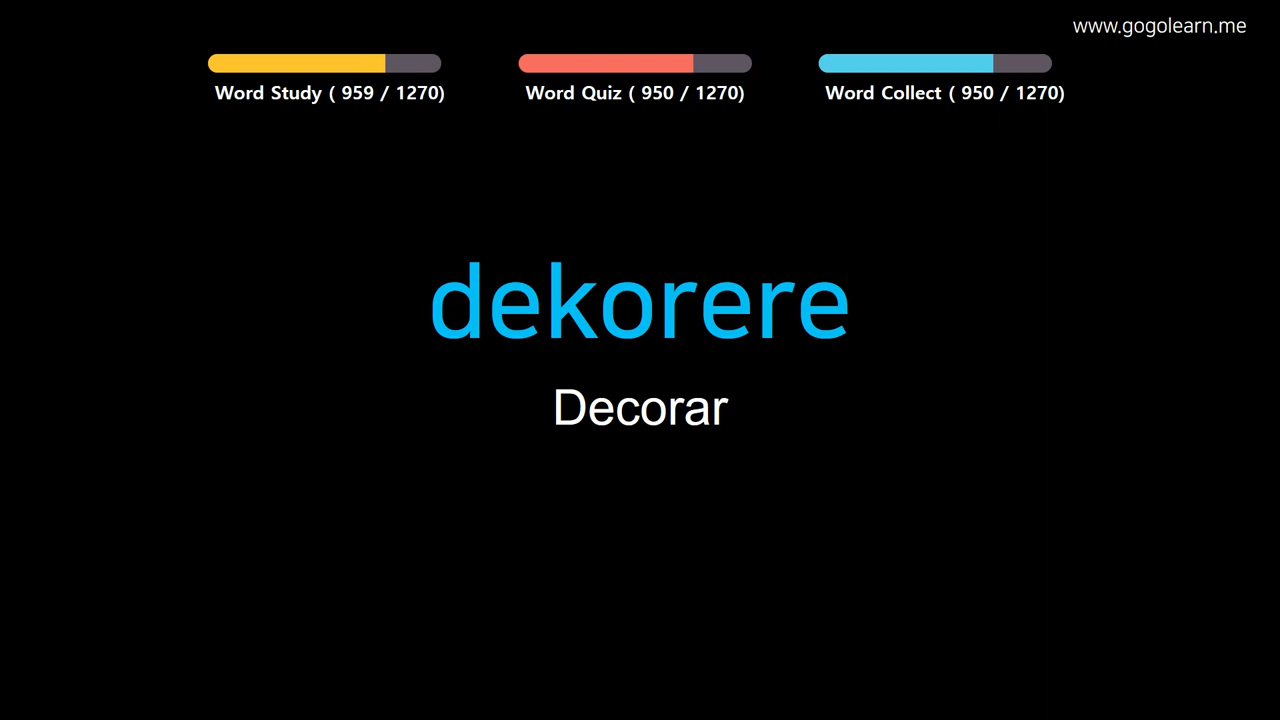 www.gogolearn.me
Word Study ( 959 / 1270)
Word Quiz ( 950 / 1270)
Word Collect ( 950 / 1270)
dekorere
Decorar